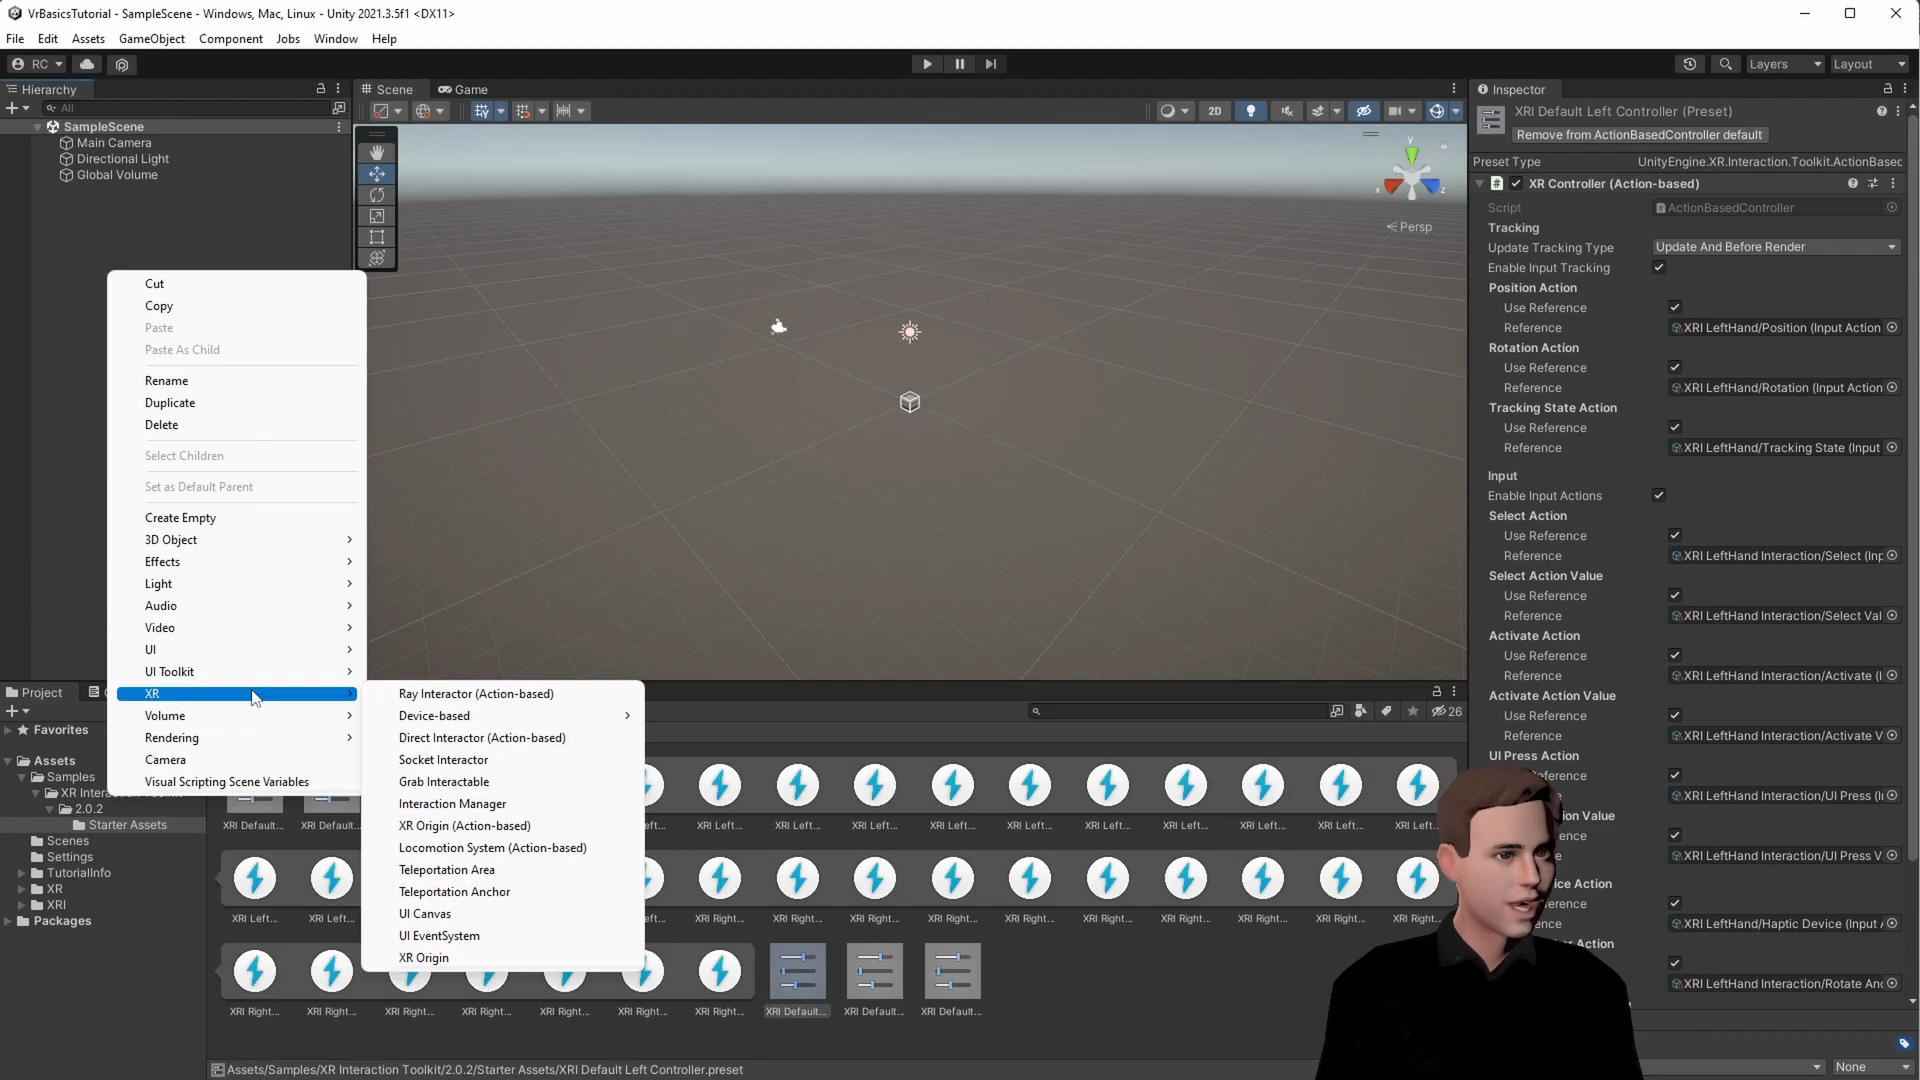 VrBasicsTutorial - SampleScene - Windows, Mac, Linux - Unity 2021.3.5f1 <DX11>
File Edit Assets GameObject Component Jobs Window Help
RC Layers Layout
Hierarchy
All
SampleScene
Main Camera
Directional Light
Global Volume
Scene Game
2D
y
x
z
Persp
Cut
Copy
Paste
Paste As Child
Rename
Duplicate
Delete
Select Children
Set as Default Parent
Create Empty
3D Object
Effects
Light
Audio
Video
UI
UI Toolkit
XR
Volume
Rendering
Camera
Visual Scripting Scene Variables
Ray Interactor (Action-based)
Device-based
Direct Interactor (Action-based)
Socket Interactor
Grab Interactable
Interaction Manager
XR Origin (Action-based)
Locomotion System (Action-based)
Teleportation Area
Teleportation Anchor
UI Canvas
UI EventSystem
XR Origin
Project
Favorites
Assets
Samples
2.0.2
Starter Assets
Scenes
Settings
TutorialInfo
XR
XRI
Packages
26
XRI Default... XRI Default... XRI Left... XRI Left... XRI Left... XRI Left... XRI Left... XRI Left... XRI Left... XRI Left... XRI Left... XRI Left...
XRI Left... XRI Left... XRI Right... XRI Right... XRI Right... XRI Right... XRI Right... XRI Right... XRI Right... XRI Right... XRI Right...
XRI Right... XRI Right... XRI Right... XRI Right... XRI Right... XRI Right... XRI Right... XRI Default... XRI Default... XRI Default...
Assets/Samples/XR Interaction Toolkit/2.0.2/Starter Assets/XRI Default Left Controller.preset
Inspector
XRI Default Left Controller (Preset)
Remove from ActionBasedController default
Preset Type UnityEngine.XR.Interaction.Toolkit.ActionBased
XR Controller (Action-based)
Script ActionBasedController
Tracking
Update Tracking Type Update And Before Render
Enable Input Tracking
Position Action
Use Reference
Reference XRI LeftHand/Position (Input Action
Rotation Action
Use Reference
Reference XRI LeftHand/Rotation (Input Action
Tracking State Action
Use Reference
Reference XRI LeftHand/Tracking State (Input
Input
Enable Input Actions
Select Action
Use Reference
Reference XRI LeftHand Interaction/Select (Inp
Select Action Value
Use Reference
Reference XRI LeftHand Interaction/Select Val
Activate Action
Use Reference
Reference XRI LeftHand Interaction/Activate (I
Activate Action Value
Use Reference
Reference XRI LeftHand Interaction/Activate V
UI Press Action
eference
XRI LeftHand Interaction/UI Press (I
on Value
erence
XRI LeftHand Interaction/UI Press V
ice Action
erence
XRI LeftHand/Haptic Device (Input A
Action
XRI LeftHand Interaction/Rotate Anc
None